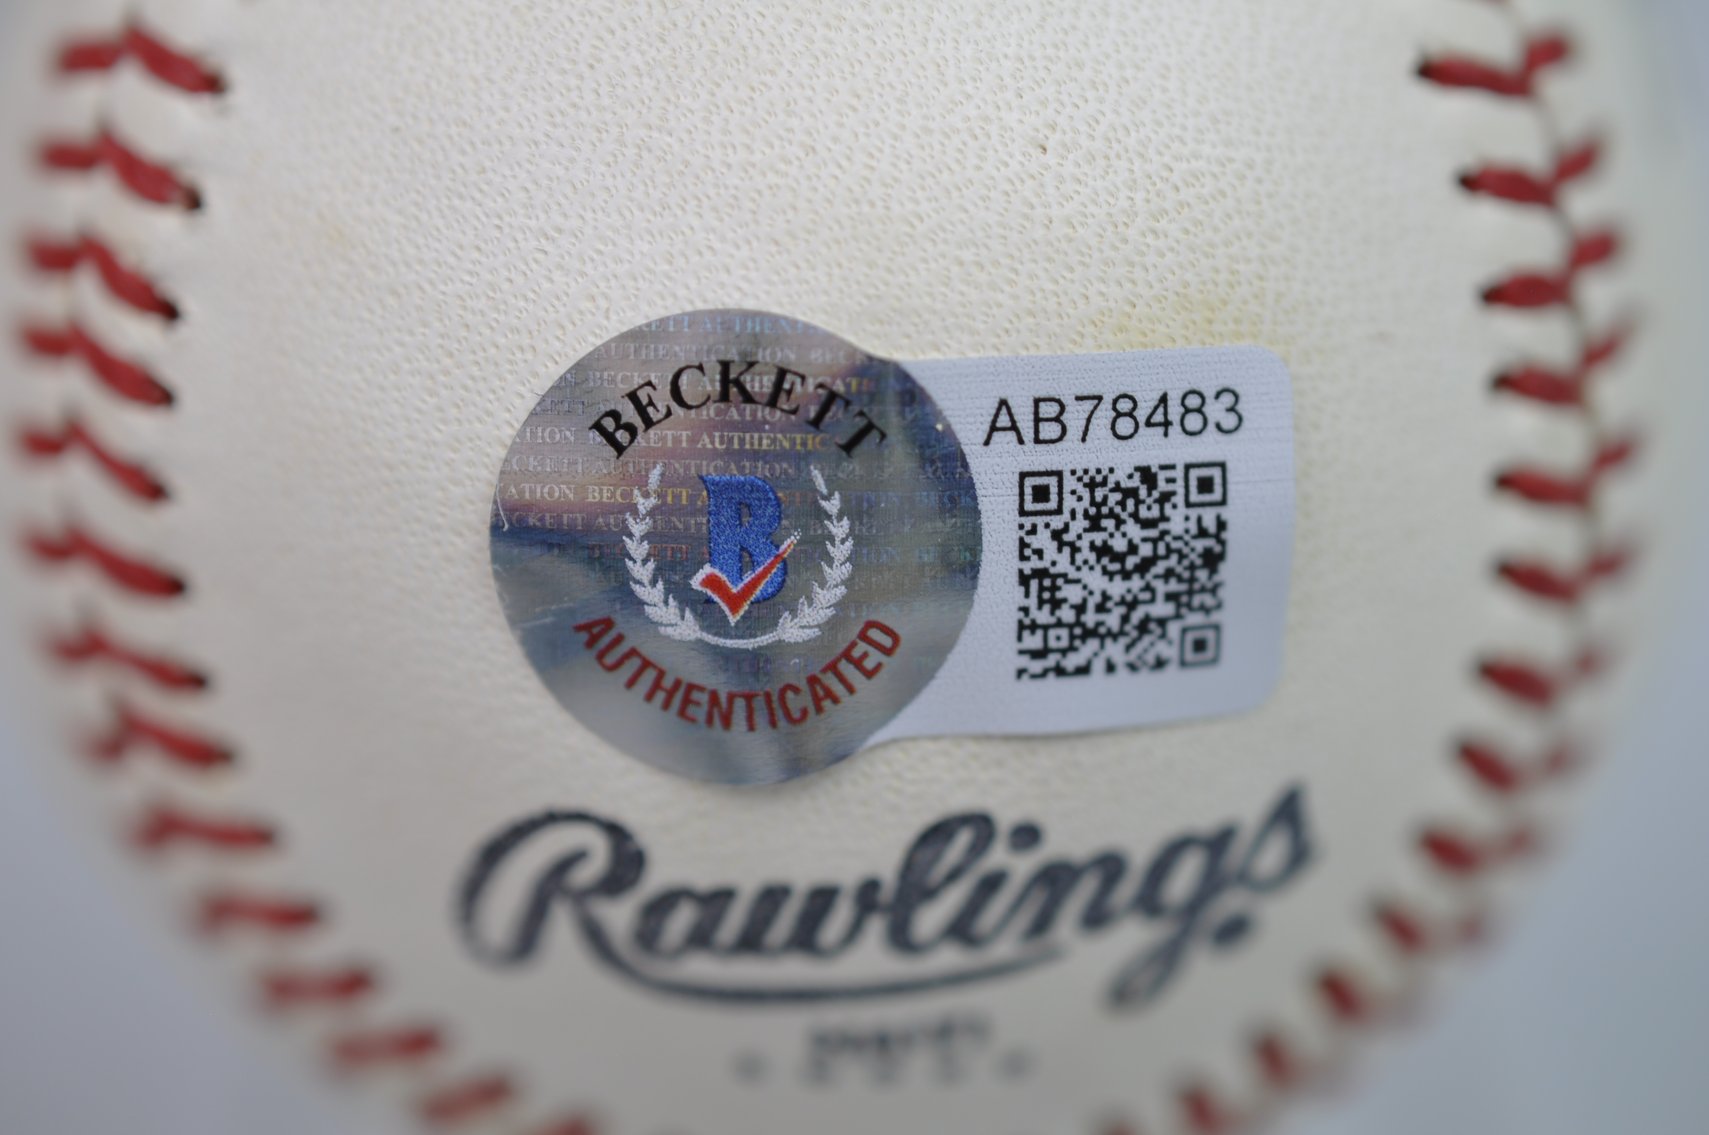 BECKETT
AUTHENTICATED
AB78483
Rawlings